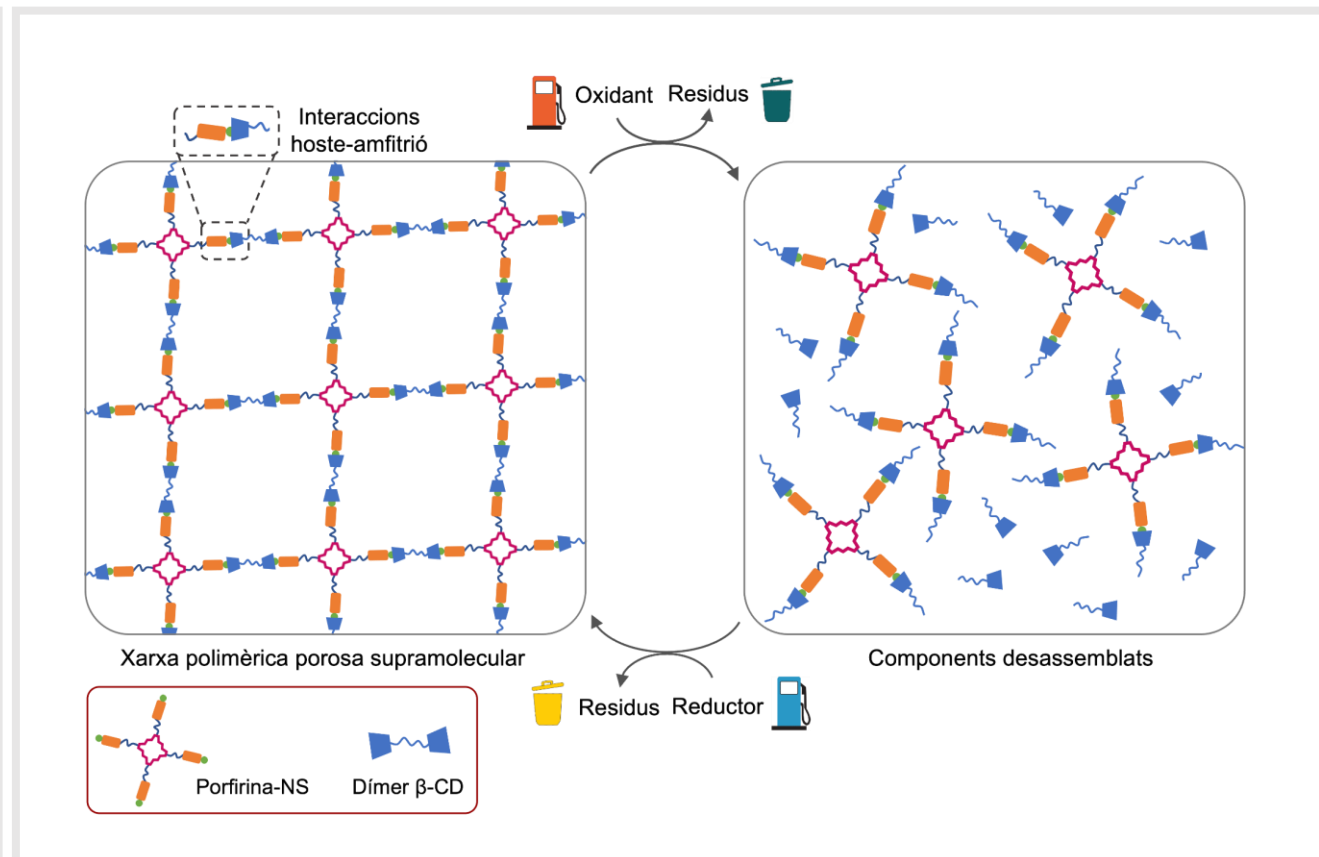 Oxidant Residus
Interaccions
hoste-amfitrió
Xarxa polimèrica porosa supramolecular
Components desassemblats
Residus Reductor
Porfirina-NS
Dímer β-CD